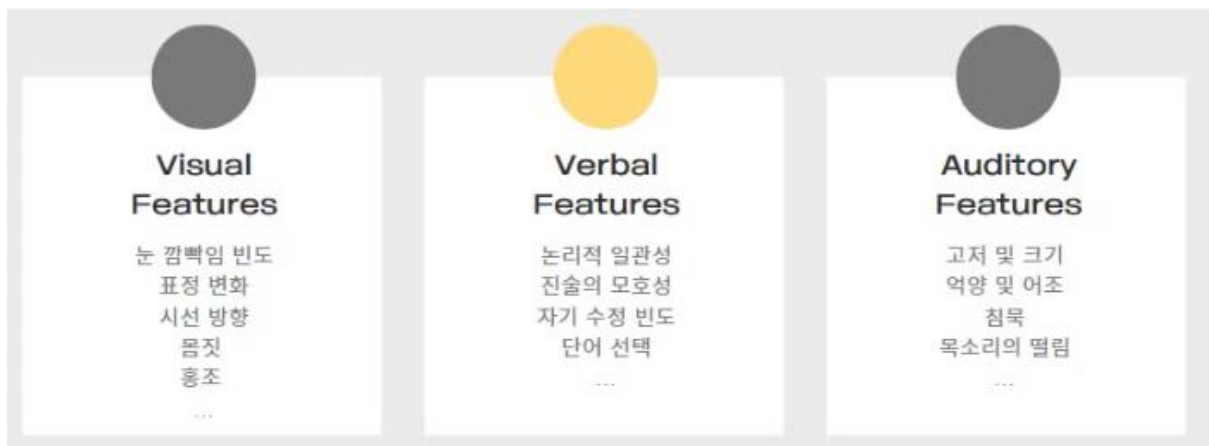 Visual
Features
눈 깜빡임 빈도
표정 변화
시선 방향
몸짓
홍조
...
Verbal
Features
논리적 일관성
진술의 모호성
자기 수정 빈도
단어 선택
...
Auditory
Features
고저 및 크기
억양 및 어조
침묵
목소리의 떨림
...